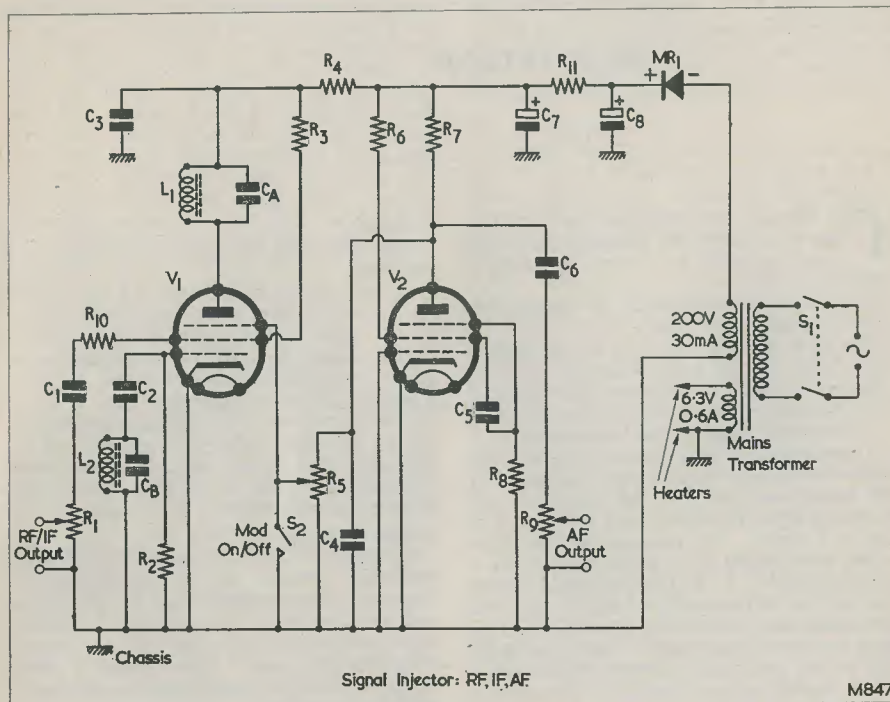 R4
R11
MR1
+ -
C3
R3
R6
R7
+
C7
+
C8
L1
CA
V1
V2
C6
R10
200V
30mA
S1
C1
C2
C5
6·3V
0·6A
L2
CB
R5
R8
Mains
Transformer
Heaters
R1
RF/IF
Output
S2
Mod
On/Off
C4
R9
AF
Output
R2
Chassis
Signal Injector: RF, IF, AF
M847